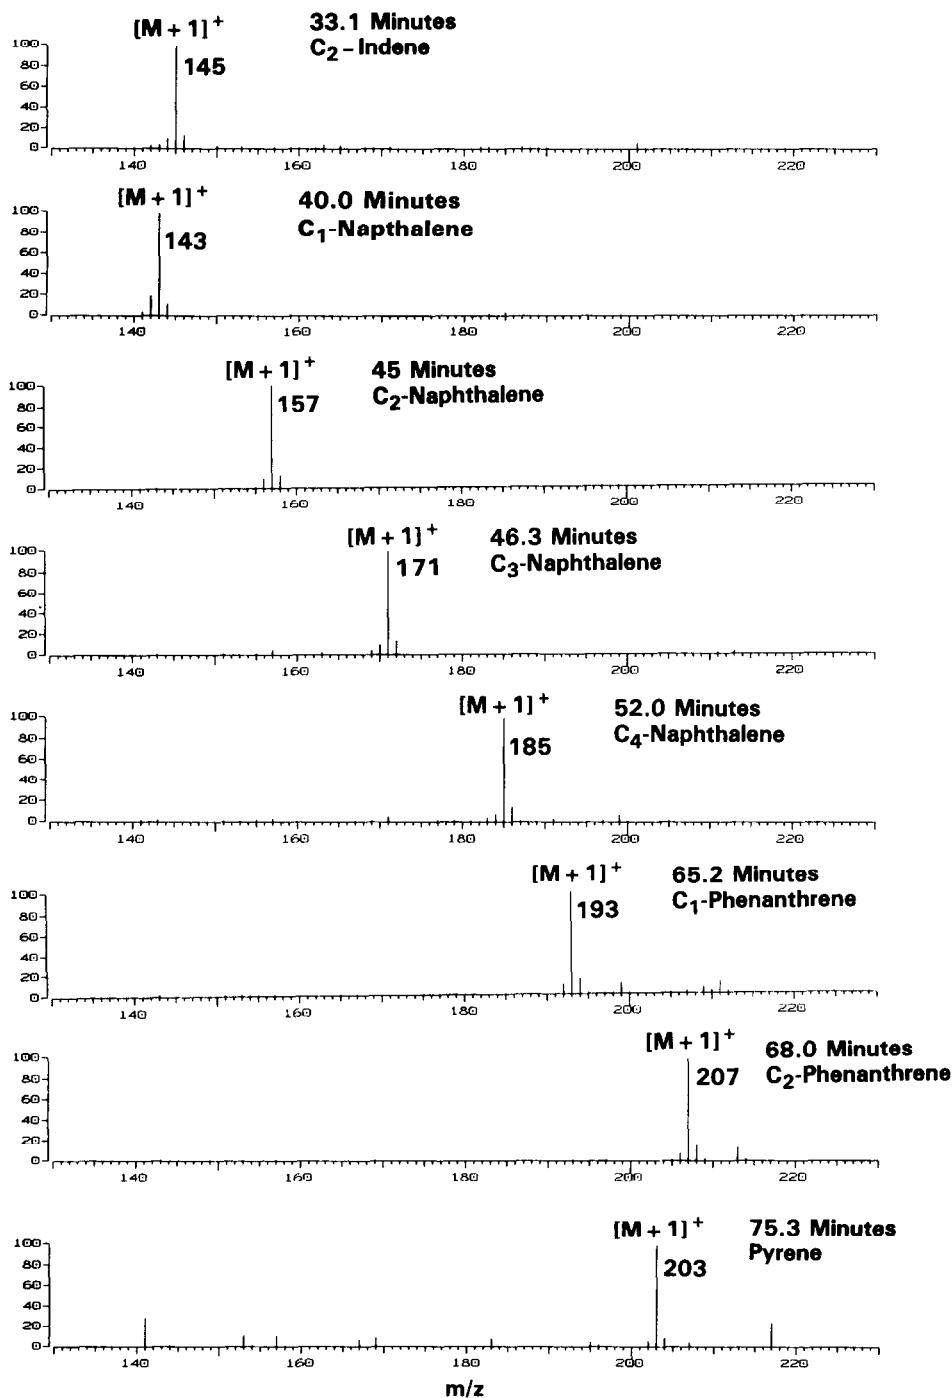 [M + 1]+ 33.1 Minutes
C2-Indene
145
100
80
60
40
20
0
140 160 180 200 220
[M + 1]+ 40.0 Minutes
C1-Napthalene
143
100
80
60
40
20
0
140 160 180 200 220
[M + 1]+ 45 Minutes
C2-Naphthalene
157
100
80
60
40
20
0
140 160 180 200 220
[M + 1]+ 46.3 Minutes
C3-Naphthalene
171
100
80
60
40
20
0
140 160 180 200 220
[M + 1]+ 52.0 Minutes
C4-Naphthalene
185
100
80
60
40
20
0
140 160 180 200 220
[M + 1]+ 65.2 Minutes
C1-Phenanthrene
193
100
80
60
40
20
0
140 160 180 200 220
[M + 1]+ 68.0 Minutes
C2-Phenanthrene
207
100
80
60
40
20
0
140 160 180 200 220
[M + 1]+ 75.3 Minutes
Pyrene
203
100
80
60
40
20
0
140 160 180 200 220
m/z